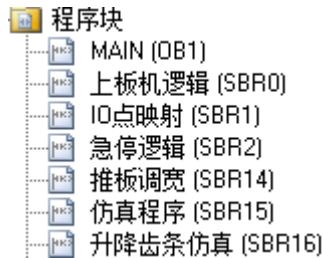 程序块
MAIN (OB1)
上板机逻辑 (SBR0)
IO点映射 (SBR1)
急停逻辑 (SBR2)
推板调宽 (SBR14)
仿真程序 (SBR15)
升降齿条仿真 (SBR16)